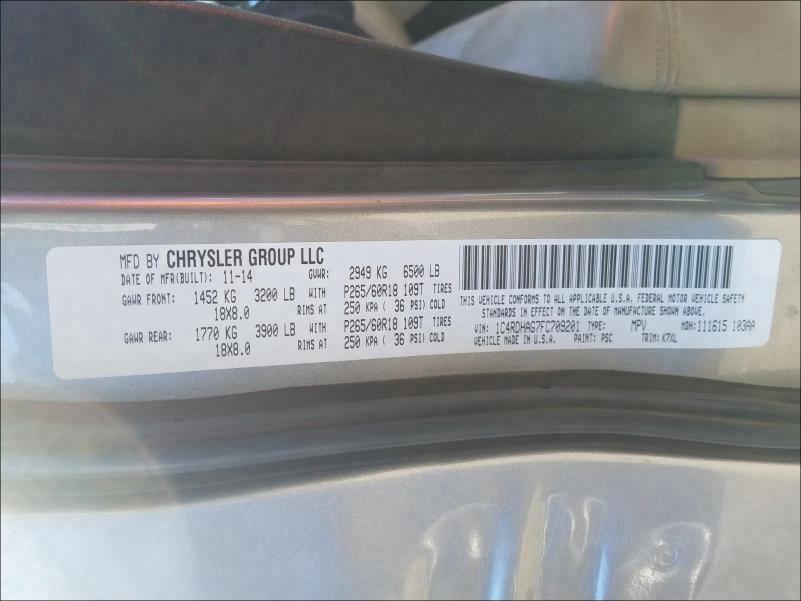 MFD BY CHRYSLER GROUP LLC
DATE OF MFR(BUILT): 11-14 GVWR: 2949 KG 6500 LB
GAWR FRONT: 1452 KG 3200 LB WITH P265/60R18 109T TIRES
18X8.0 RIMS AT 250 KPA ( 36 PSI) COLD
GAWR REAR: 1770 KG 3900 LB WITH P265/60R18 109T TIRES
18X8.0 RIMS AT 250 KPA ( 36 PSI) COLD
THIS VEHICLE CONFORMS TO ALL APPLICABLE U.S.A. FEDERAL MOTOR VEHICLE SAFETY
STANDARDS IN EFFECT ON THE DATE OF MANUFACTURE SHOWN ABOVE.
VIN: 1C4RDHAG7FC709201 TYPE: MPV MDH:111615 103AA
VEHICLE MADE IN U.S.A. PAINT: PSC TRIM: K7XL